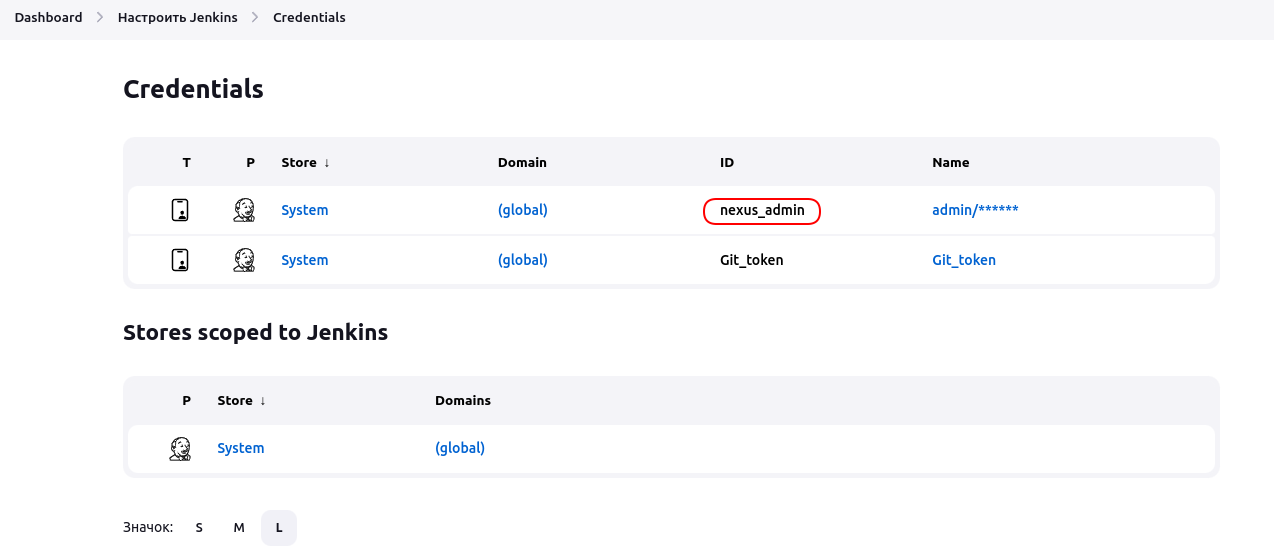 Dashboard > Настроить Jenkins > Credentials
Credentials
T P Store ↓ Domain ID Name
System (global) nexus_admin admin/******
System (global) Git_token Git_token
Stores scoped to Jenkins
P Store ↓ Domains
System (global)
Значок: S M L